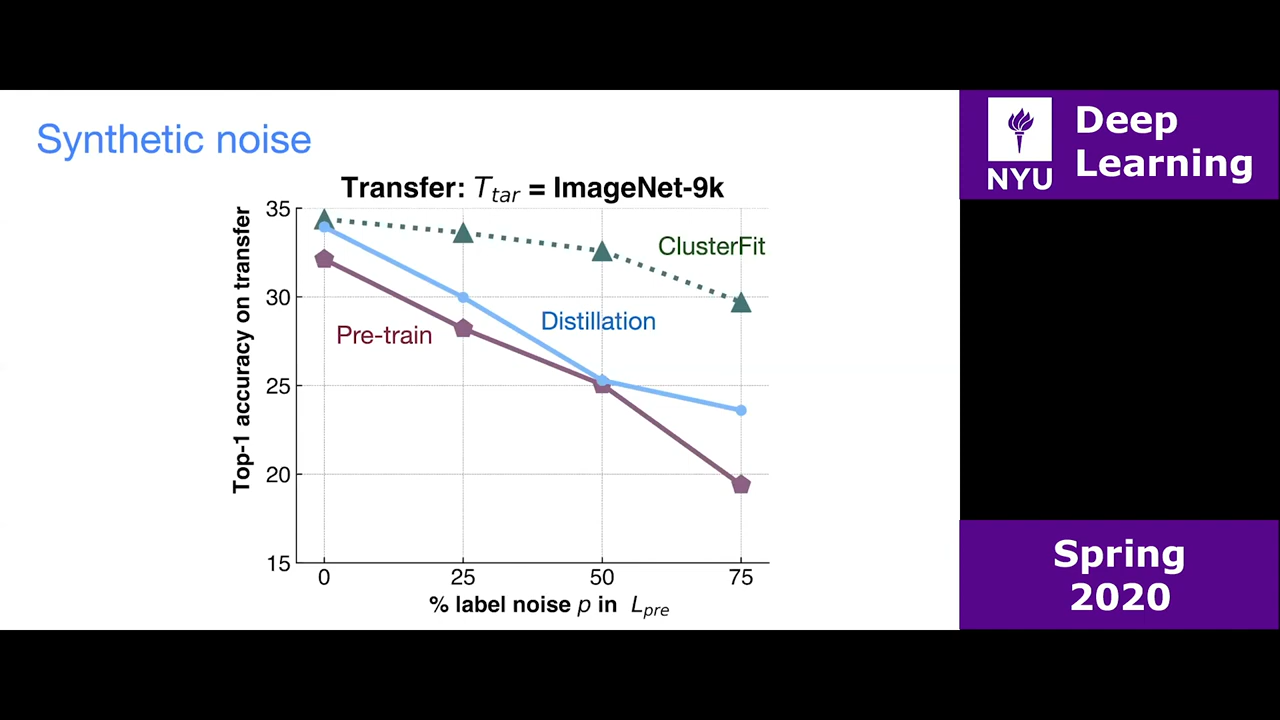 Synthetic noise
Transfer: T_tar = ImageNet-9k
Top-1 accuracy on transfer
35
30
25
20
15
ClusterFit
Distillation
Pre-train
0 25 50 75
% label noise p in L_pre
NYU
Deep
Learning
Spring
2020